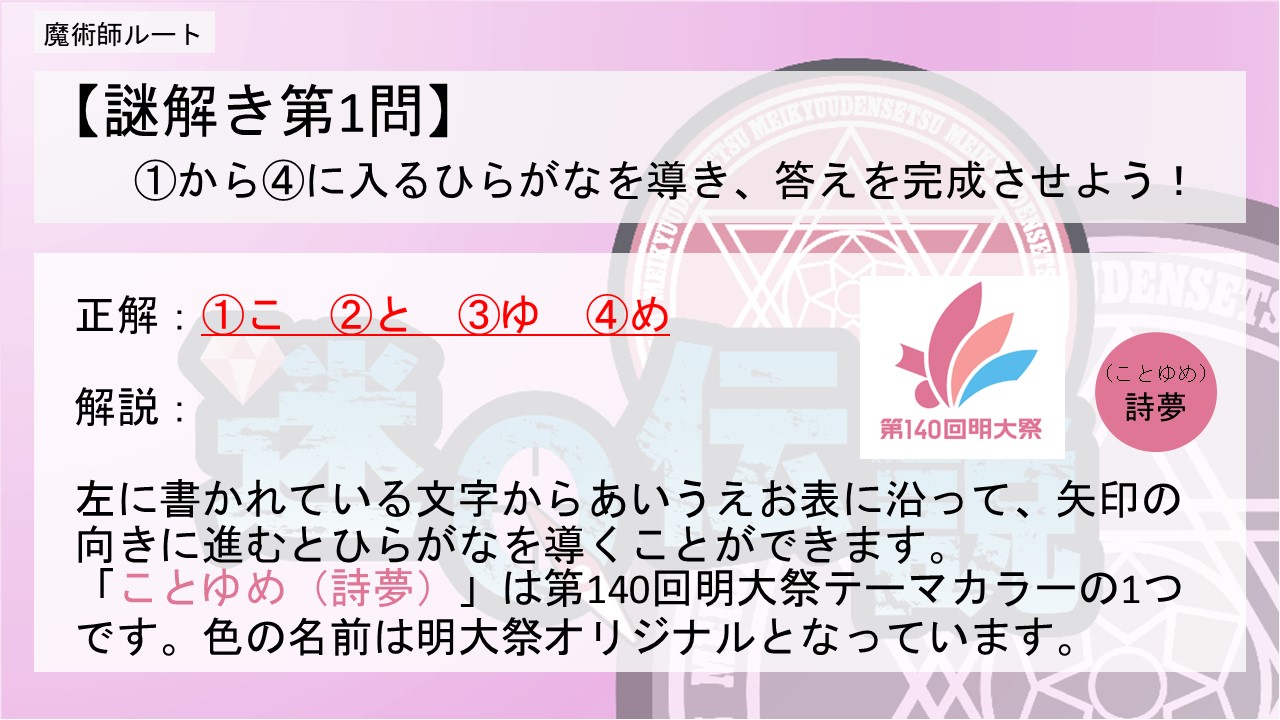 魔術師ルート
【謎解き第1問】
①から④に入るひらがなを導き、答えを完成させよう！
正解：①こ　②と　③ゆ　④め
解説：
第140回明大祭
（ことゆめ）
詩夢
左に書かれている文字からあいうえお表に沿って、矢印の
向きに進むとひらがなを導くことができます。
「ことゆめ（詩夢）」は第140回明大祭テーマカラーの1つ
です。色の名前は明大祭オリジナルとなっています。
MEIKYUUDENSETSU
迷Q伝説